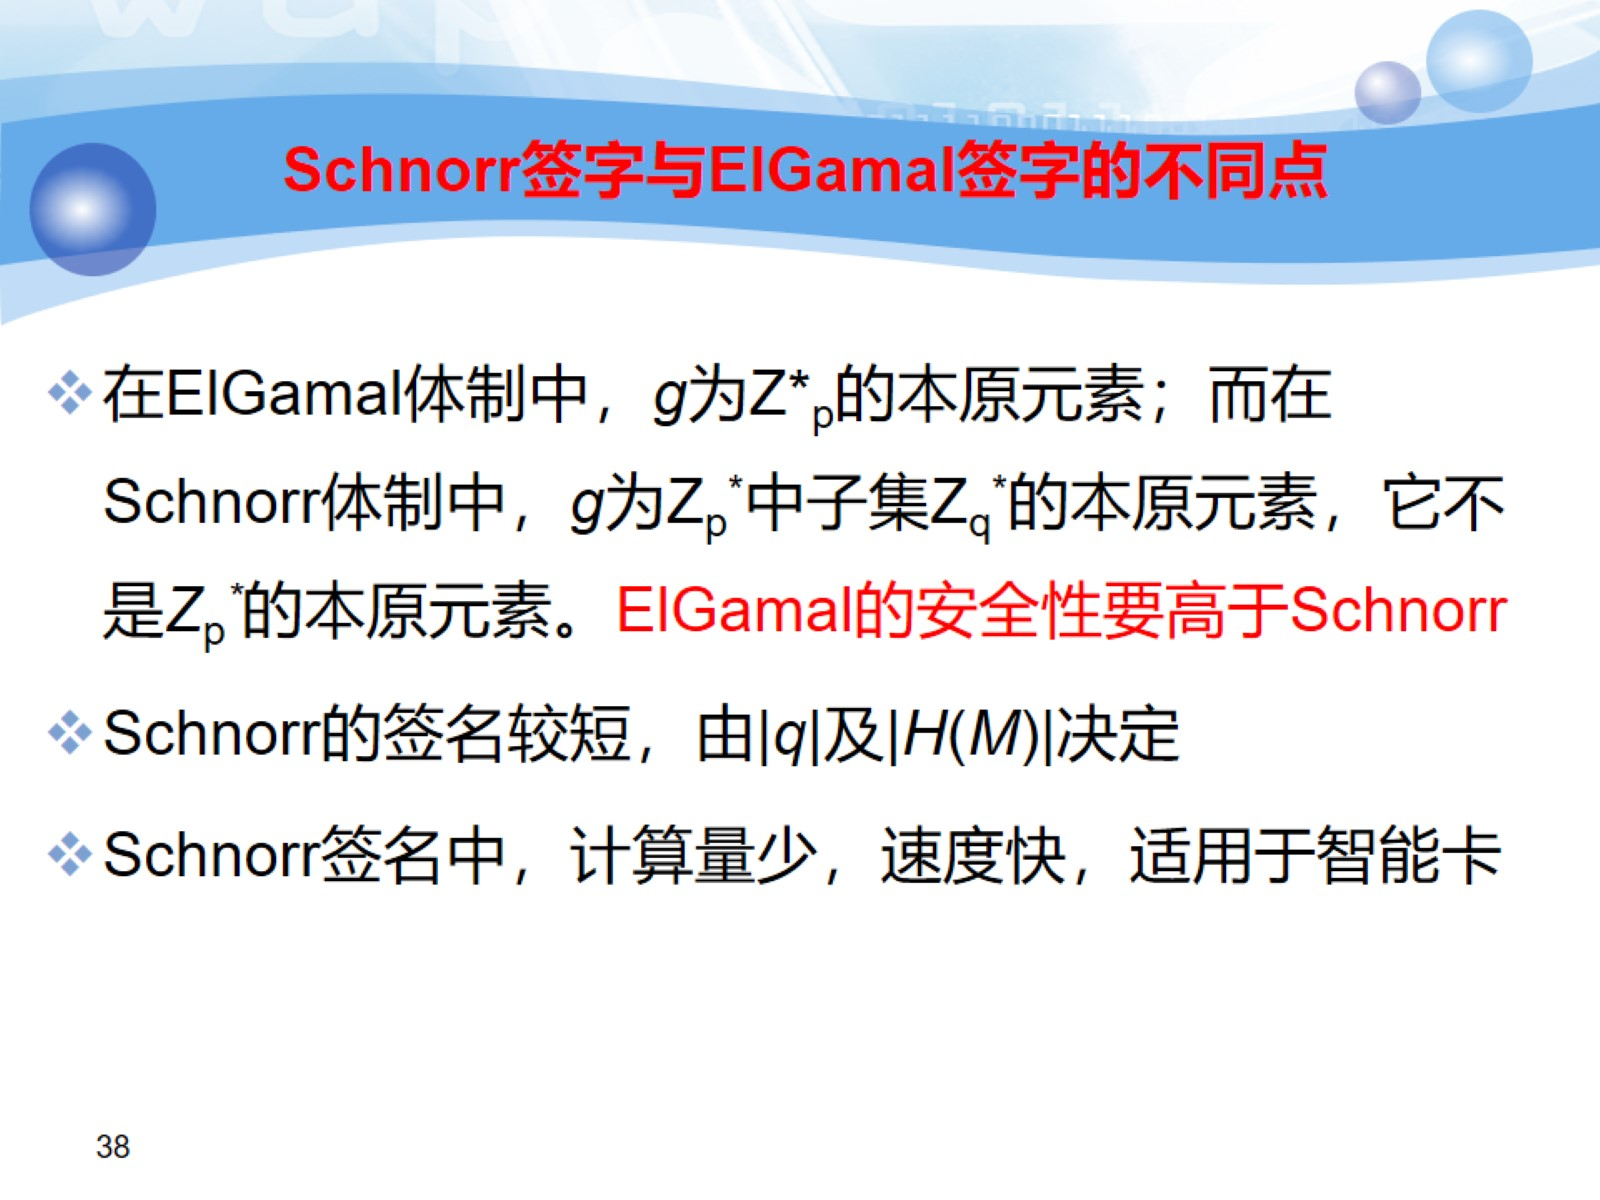 Schnorr签字与ElGamal签字的不同点
在ElGamal体制中，g为Z*p的本原元素；而在
Schnorr体制中，g为Zp*中子集Zq*的本原元素，它不
是Zp*的本原元素。ElGamal的安全性要高于Schnorr
Schnorr的签名较短，由|q|及|H(M)|决定
Schnorr签名中，计算量少，速度快，适用于智能卡
38